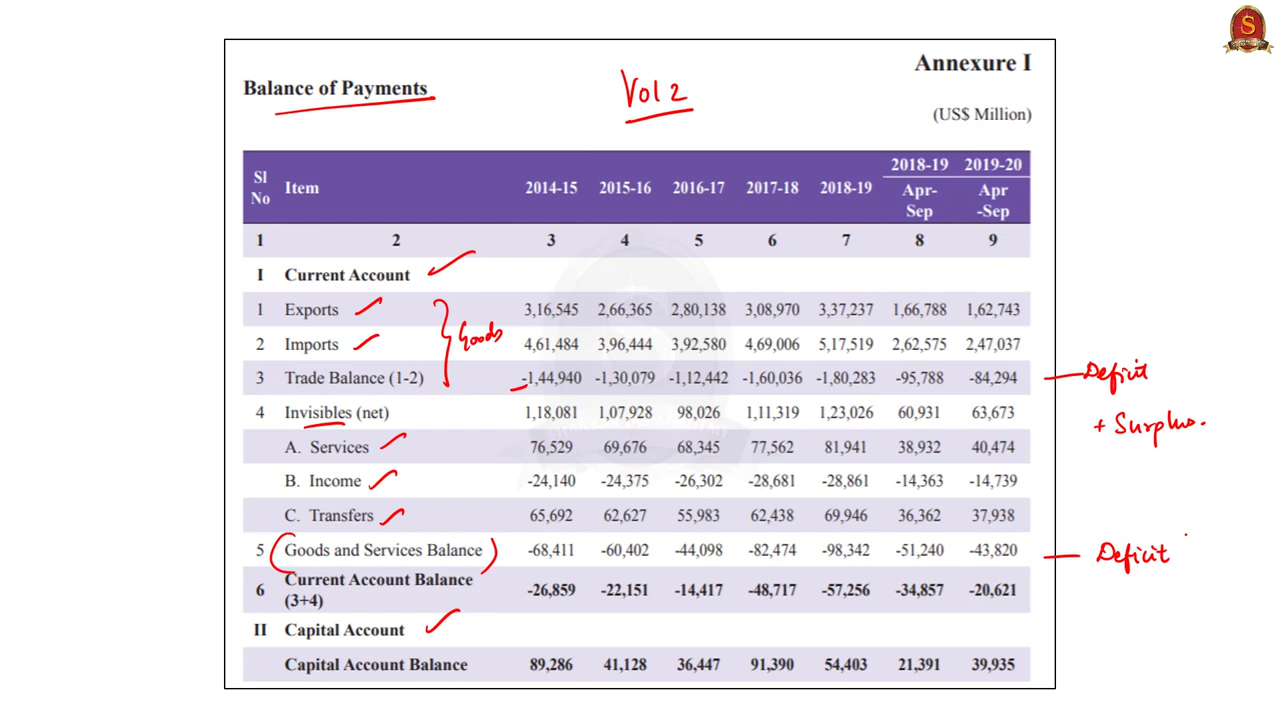 Annexure I
Balance of Payments
Vol 2
(US$ Million)
Sl No Item 2014-15 2015-16 2016-17 2017-18 2018-19 2018-19 Apr-Sep 2019-20 Apr -Sep
1 2 3 4 5 6 7 8 9
I Current Account
1 Exports 3,16,545 2,66,365 2,80,138 3,08,970 3,37,237 1,66,788 1,62,743
Goods
2 Imports 4,61,484 3,96,444 3,92,580 4,69,006 5,17,519 2,62,575 2,47,037
3 Trade Balance (1-2) -1,44,940 -1,30,079 -1,12,442 -1,60,036 -1,80,283 -95,788 -84,294 — Deficit
4 Invisibles (net) 1,18,081 1,07,928 98,026 1,11,319 1,23,026 60,931 63,673 + Surplus.
A. Services 76,529 69,676 68,345 77,562 81,941 38,932 40,474
B. Income -24,140 -24,375 -26,302 -28,681 -28,861 -14,363 -14,739
C. Transfers 65,692 62,627 55,983 62,438 69,946 36,362 37,938
5 Goods and Services Balance -68,411 -60,402 -44,098 -82,474 -98,342 -51,240 -43,820 — Deficit
6 Current Account Balance (3+4) -26,859 -22,151 -14,417 -48,717 -57,256 -34,857 -20,621
II Capital Account
Capital Account Balance 89,286 41,128 36,447 91,390 54,403 21,391 39,935